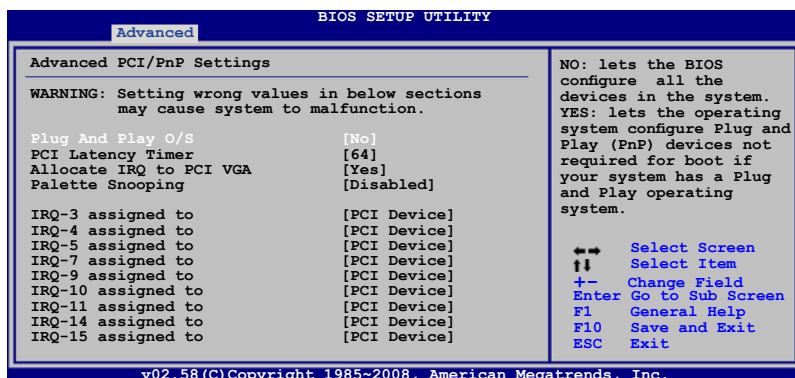 BIOS SETUP UTILITY
Advanced
Advanced PCI/PnP Settings
WARNING: Setting wrong values in below sections
may cause system to malfunction.
Plug And Play O/S [No]
PCI Latency Timer [64]
Allocate IRQ to PCI VGA [Yes]
Palette Snooping [Disabled]
IRQ-3 assigned to [PCI Device]
IRQ-4 assigned to [PCI Device]
IRQ-5 assigned to [PCI Device]
IRQ-7 assigned to [PCI Device]
IRQ-9 assigned to [PCI Device]
IRQ-10 assigned to [PCI Device]
IRQ-11 assigned to [PCI Device]
IRQ-14 assigned to [PCI Device]
IRQ-15 assigned to [PCI Device]
NO: lets the BIOS
configure all the
devices in the system.
YES: lets the operating
system configure Plug and
Play (PnP) devices not
required for boot if
your system has a Plug
and Play operating
system.
←→ Select Screen
↑↓ Select Item
+- Change Field
Enter Go to Sub Screen
F1 General Help
F10 Save and Exit
ESC Exit
v02.58(C)Copyright 1985~2008, American Megatrends, Inc.